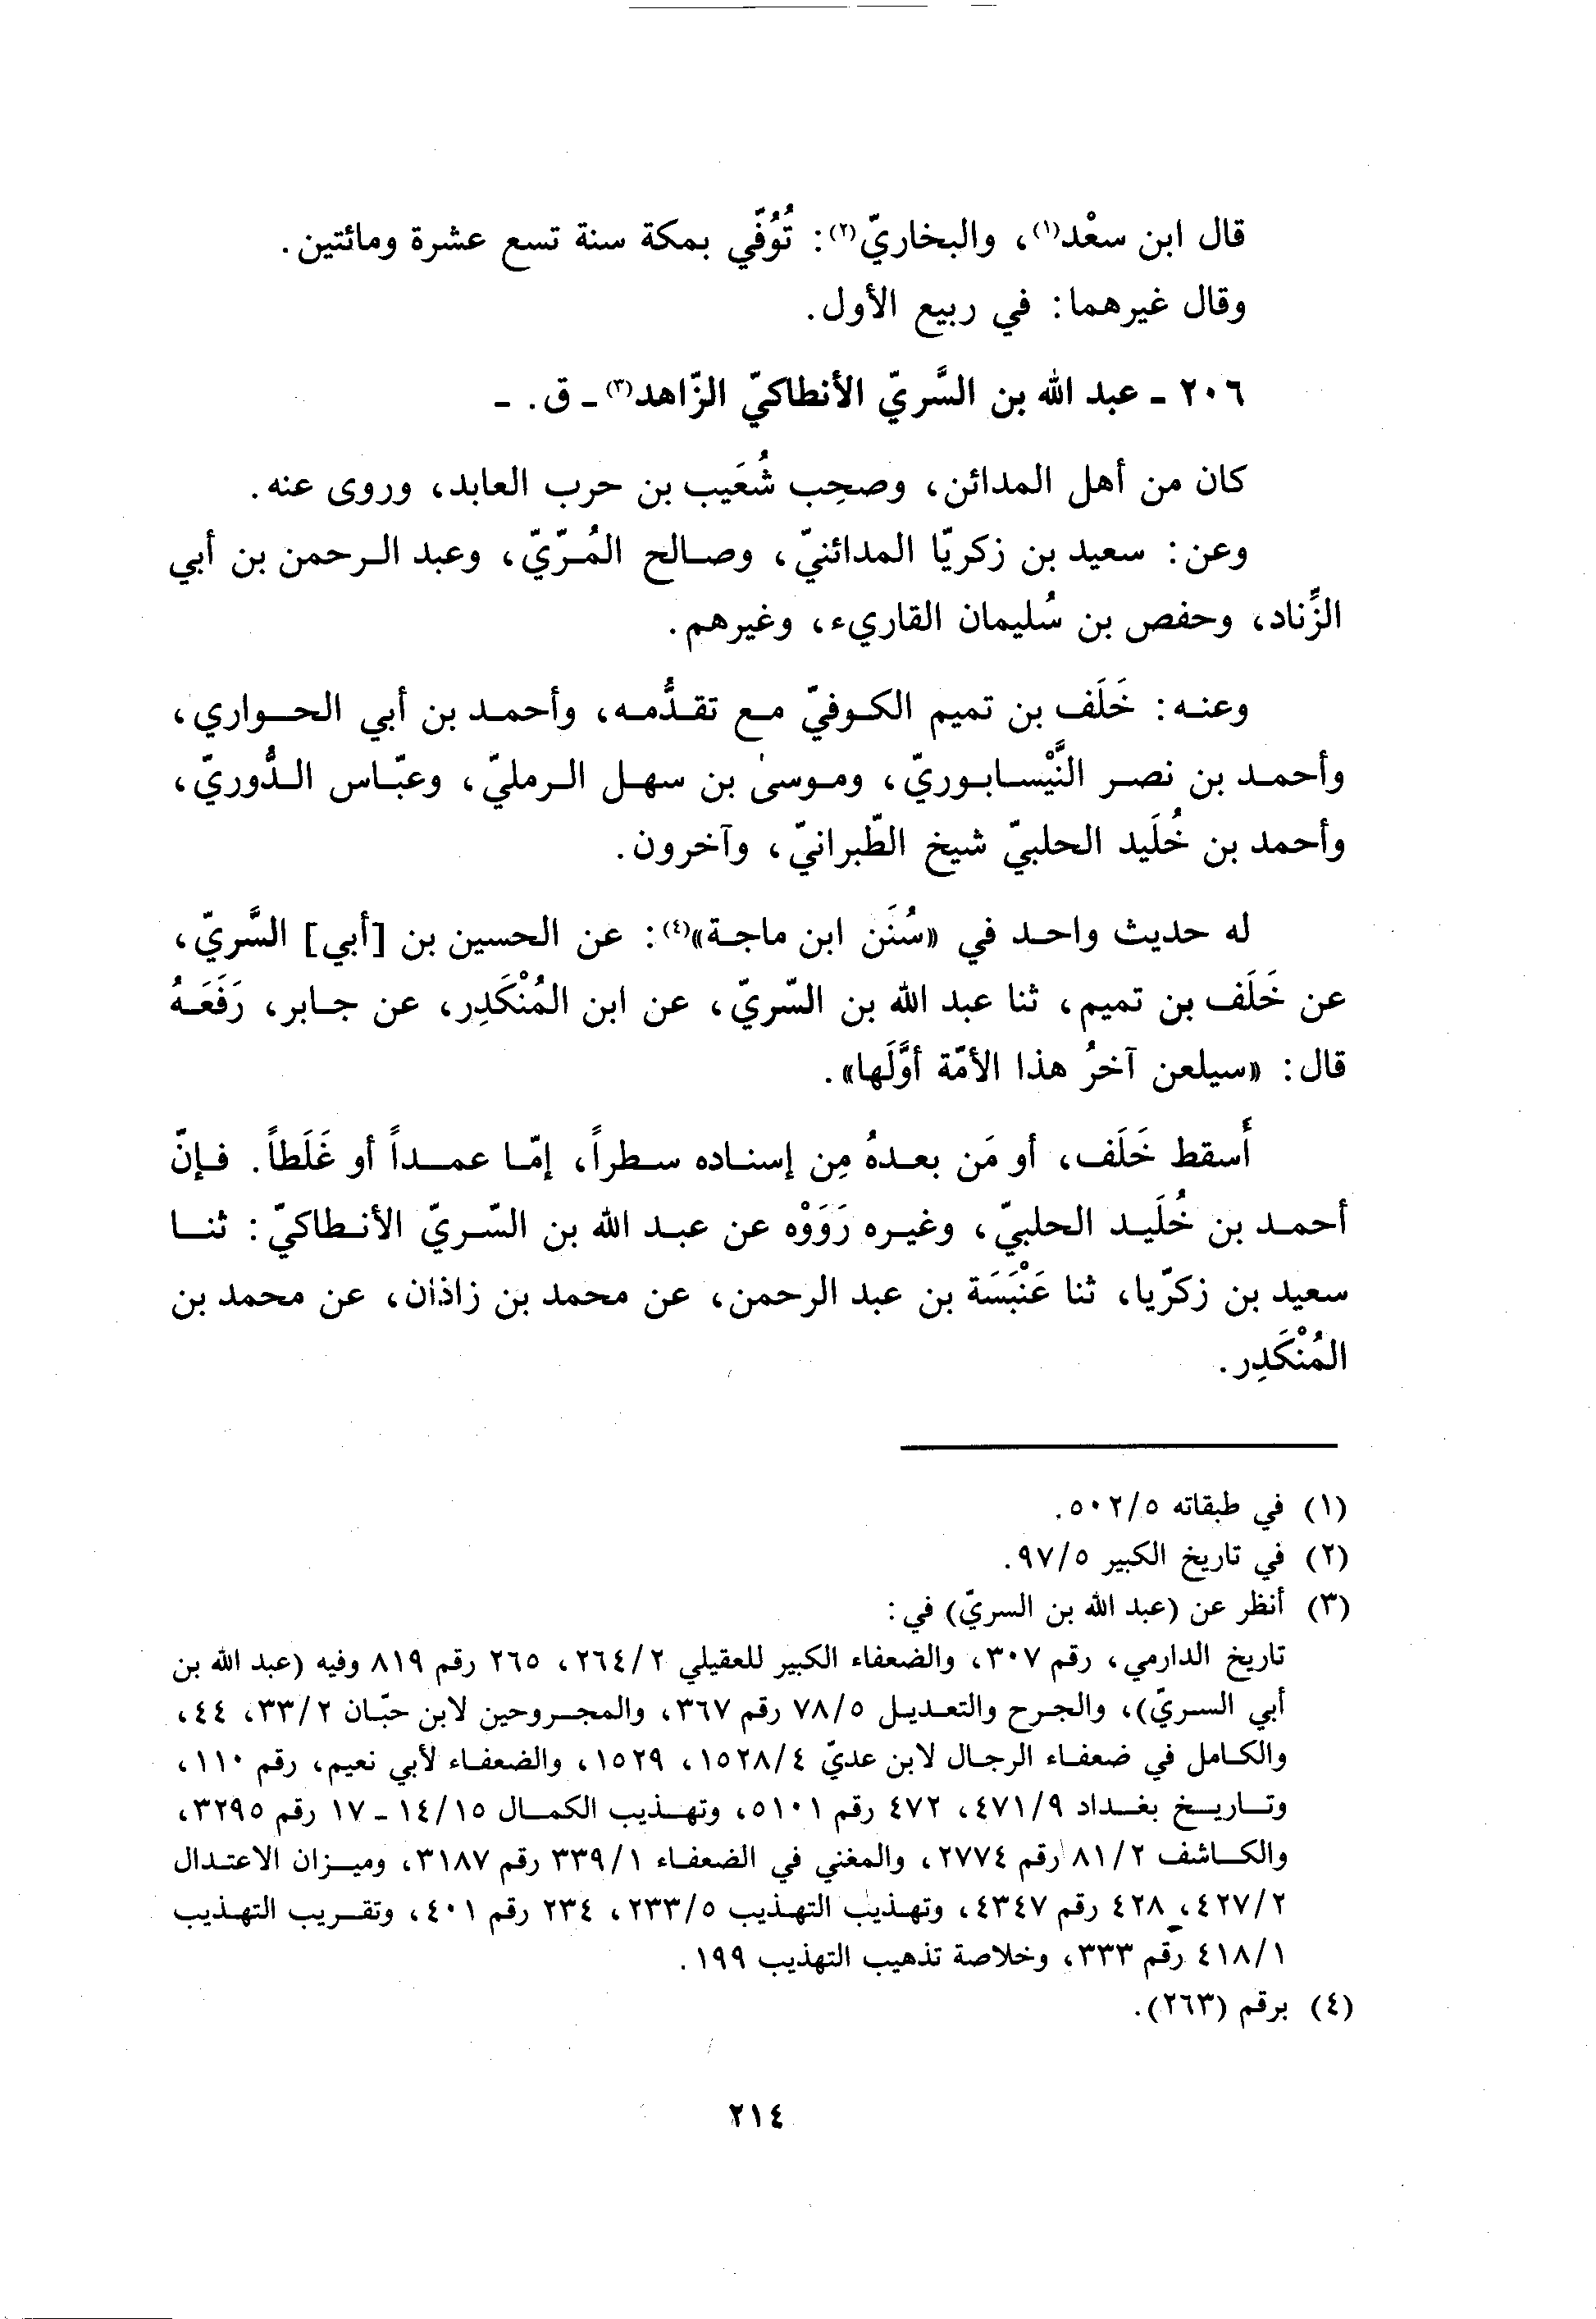 قال ابن سعْد(١)، والبخاريّ(٢): تُوُفّي بمكة سنة تسع عشرة ومائتين.
وقال غيرهما: في ربيع الأول.
٢٠٦ - عبد الله بن السَّريّ الأنطاكيّ الزّاهد(٣) - ق. -
كان من أهل المدائن، وصحِب شُعَيب بن حرب العابد، وروى عنه.
وعن: سعيد بن زكريّا المدائنيّ، وصالح المُرّيّ، وعبد الرحمن بن أبي
الزِّناد، وحفص بن سُليمان القاريء، وغيرهم.
وعنه: خَلَف بن تميم الكوفيّ مع تقدُّمه، وأحمد بن أبي الحواري،
وأحمد بن نصر النَّيْسابوريّ، وموسىٰ بن سهل الرمليّ، وعبّاس الدُّوريّ،
وأحمد بن خُلَيد الحلبيّ شيخ الطّبرانيّ، وآخرون.
له حديث واحد في «سُنَن ابن ماجة»(٤): عن الحسين بن [أبي] السَّريّ،
عن خَلَف بن تميم، ثنا عبد الله بن السّريّ، عن ابن المُنْكَدِر، عن جابر، رَفَعَهُ
قال: «سيلعن آخرُ هذا الأمّة أوَّلَها».
أَسقط خَلَف، أو مَن بعدهُ مِن إسناده سطراً، إمّا عمداً أو غَلَطاً. فإنّ
أحمد بن خُلَيد الحلبيّ، وغيره رَوَوْه عن عبد الله بن السّريّ الأنطاكيّ: ثنا
سعيد بن زكرّيا، ثنا عَنْبَسَة بن عبد الرحمن، عن محمد بن زاذان، عن محمد بن
المُنْكَدِر.
(١) في طبقاته ٥٠٢/٥.
(٢) في تاريخ الكبير ٩٧/٥.
(٣) أنظر عن (عبد الله بن السريّ) في:
تاريخ الدارمي، رقم ٣٠٧، والضعفاء الكبير للعقيلي ٢٦٤/٢، ٢٦٥ رقم ٨١٩ وفيه (عبد الله بن
أبي السريّ)، والجرح والتعديل ٧٨/٥ رقم ٣٦٧، والمجروحين لابن حبّان ٣٣/٢، ٤٤،
والكامل في ضعفاء الرجال لابن عديّ ١٥٢٨/٤، ١٥٢٩، والضعفاء لأبي نعيم، رقم ١١٠،
وتاريخ بغداد ٤٧١/٩، ٤٧٢ رقم ٥١٠١، وتهذيب الكمال ١٤/١٥ - ١٧ رقم ٣٢٩٥،
والكاشف ٨١/٢ رقم ٢٧٧٤، والمغني في الضعفاء ٣٣٩/١ رقم ٣١٨٧، وميزان الاعتدال
٤٢٧/٢، ٤٢٨ رقم ٤٣٤٧، وتهذيب التهذيب ٢٣٣/٥، ٢٣٤ رقم ٤٠١، وتقريب التهذيب
٤١٨/١ رقم ٣٣٣، وخلاصة تذهيب التهذيب ١٩٩.
(٤) برقم (٢٦٣).
٢١٤